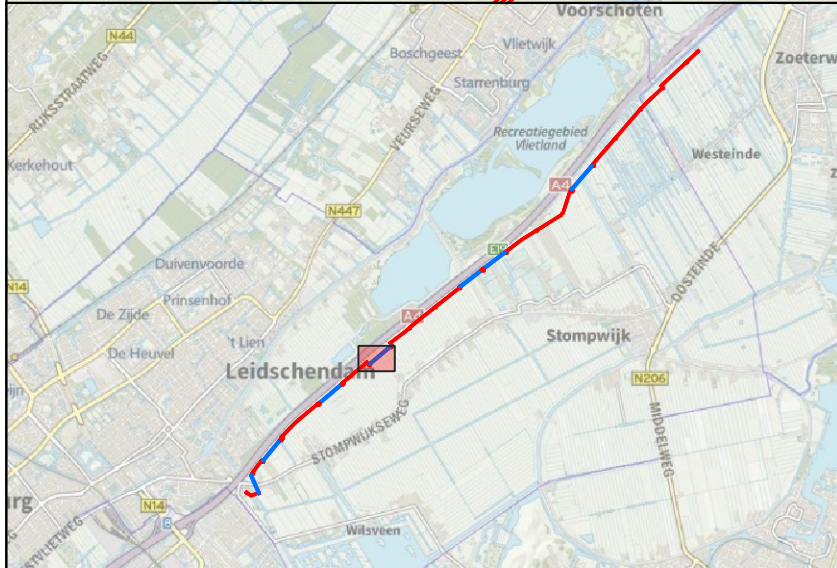 Voorschoten
N44
Vlietwijk
Boschgeest
Zoeterw
RIJKSSTRAATWEG
Starrenburg
VEURSEWEG
Recreatiegebied
Vlietland
Westeinde
Kerkehout
A4
N447
E19
Duivenvoorde
OOSTEINDE
N14
Prinsenhof
De Zijde
A4
't Lien
Stompwijk
De Heuvel
Leidschendam
N206
STOMPWIJKSEWEG
MIDDELWEG
N14
Wilsveen